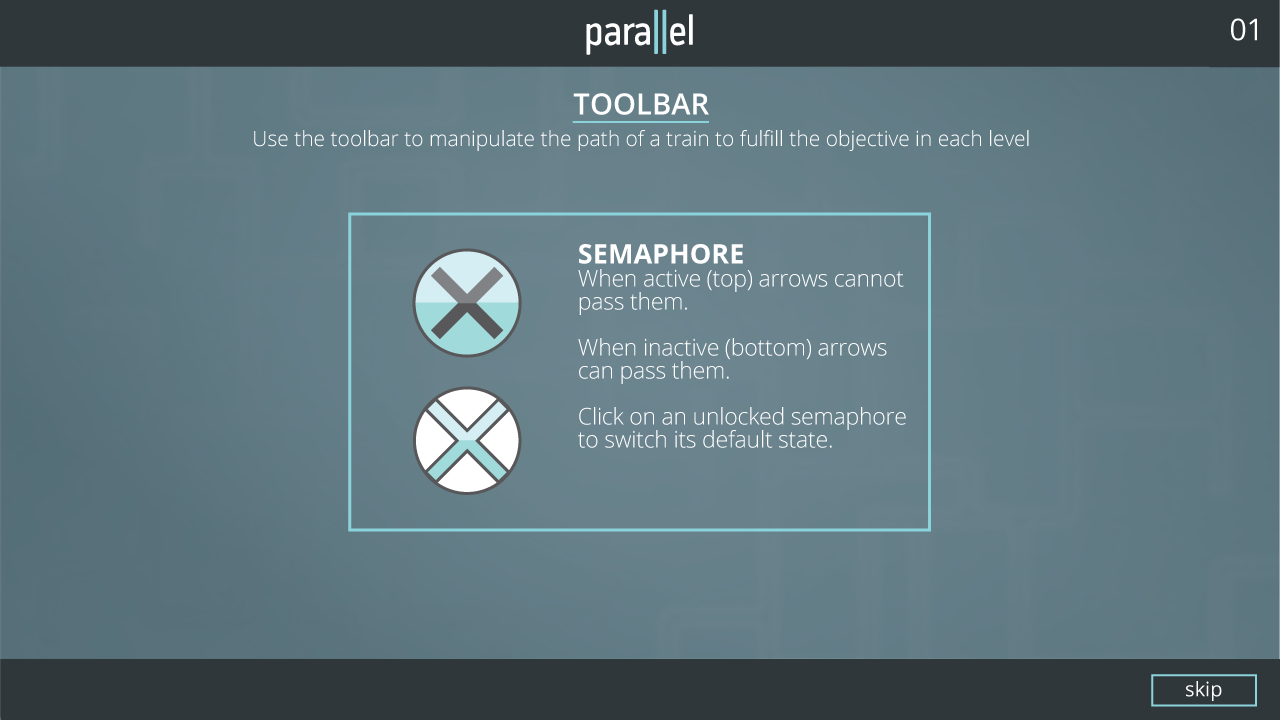 parallel
01
TOOLBAR
Use the toolbar to manipulate the path of a train to fulfill the objective in each level
SEMAPHORE
When active (top) arrows cannot
pass them.
When inactive (bottom) arrows
can pass them.
Click on an unlocked semaphore
to switch its default state.
skip